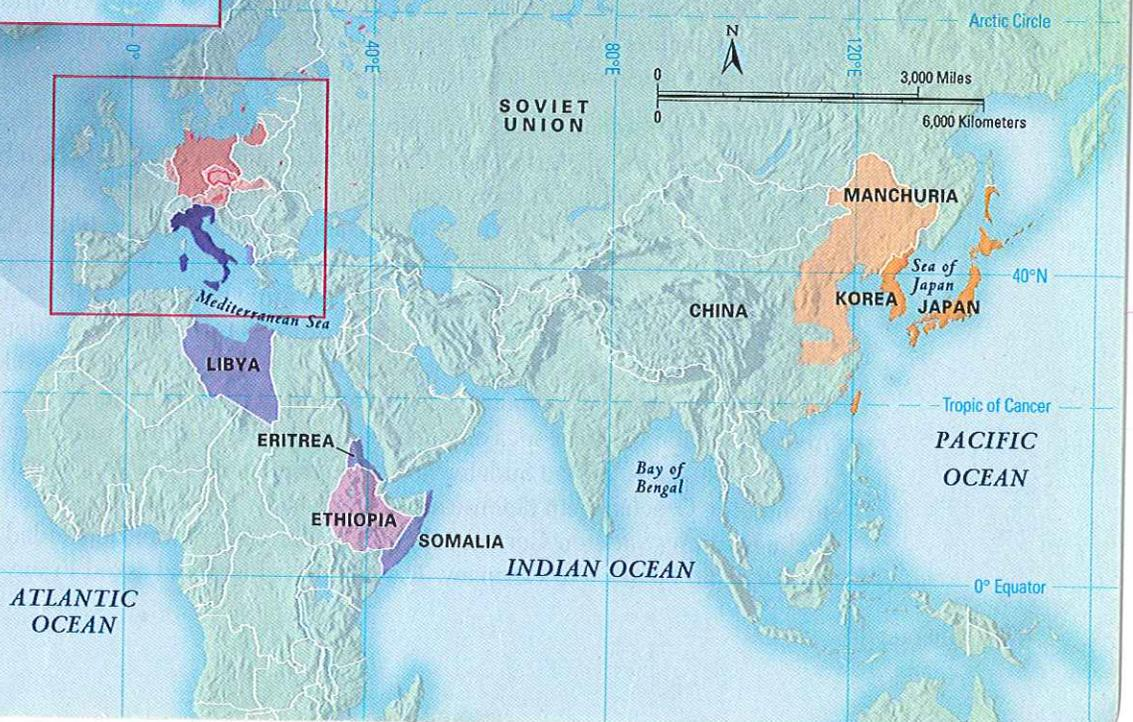 Arctic Circle
0°
40°E
80°E
120°E
N
0
3,000 Miles
0
6,000 Kilometers
SOVIET
UNION
MANCHURIA
Sea of
Japan
40°N
KOREA
JAPAN
CHINA
Mediterranean Sea
LIBYA
Tropic of Cancer
ERITREA
PACIFIC
OCEAN
Bay of
Bengal
ETHIOPIA
SOMALIA
INDIAN OCEAN
0° Equator
ATLANTIC
OCEAN